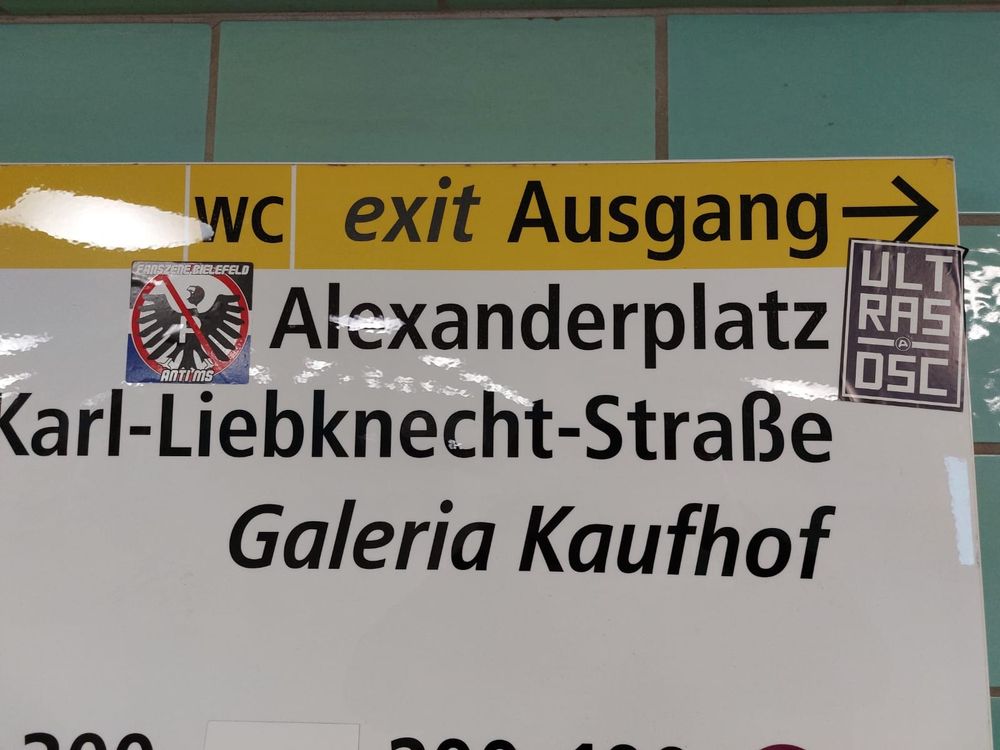 WC exit Ausgang →
FANSZENE BIELEFELD
ANTI MS
Alexanderplatz
ULT
RAS
DSC
Karl-Liebknecht-Straße
Galeria Kaufhof